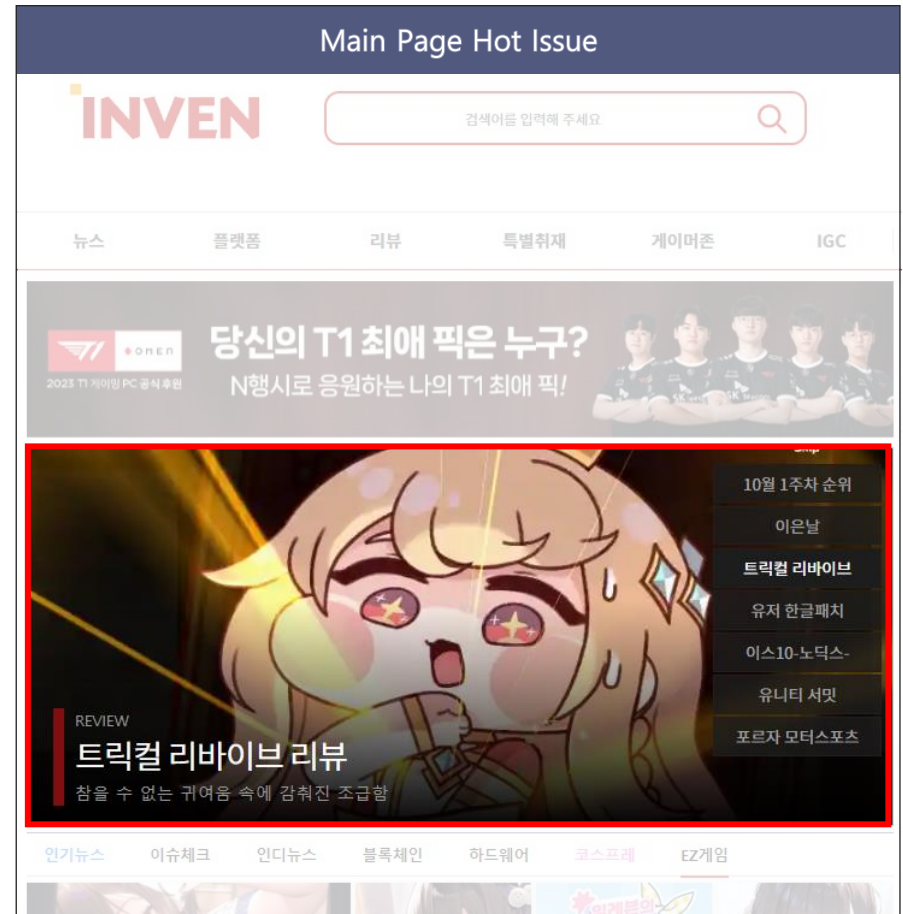 Main Page Hot Issue
INVEN
검색어를 입력해 주세요
뉴스 플랫폼 리뷰 특별취재 게이머존 IGC
당신의 T1 최애 픽은 누구?
T1 OMEN
2023 T1 게이밍 PC 공식 후원
N행시로 응원하는 나의 T1 최애 픽!
10월 1주차 순위
이은날
트릭컬 리바이브
유저 한글패치
이스10-노딕스-
유니티 서밋
포르자 모터스포츠
REVIEW
트릭컬 리바이브 리뷰
참을 수 없는 귀여움 속에 감춰진 조급함
인기뉴스 이슈체크 인디뉴스 블록체인 하드웨어 코스프레 EZ게임